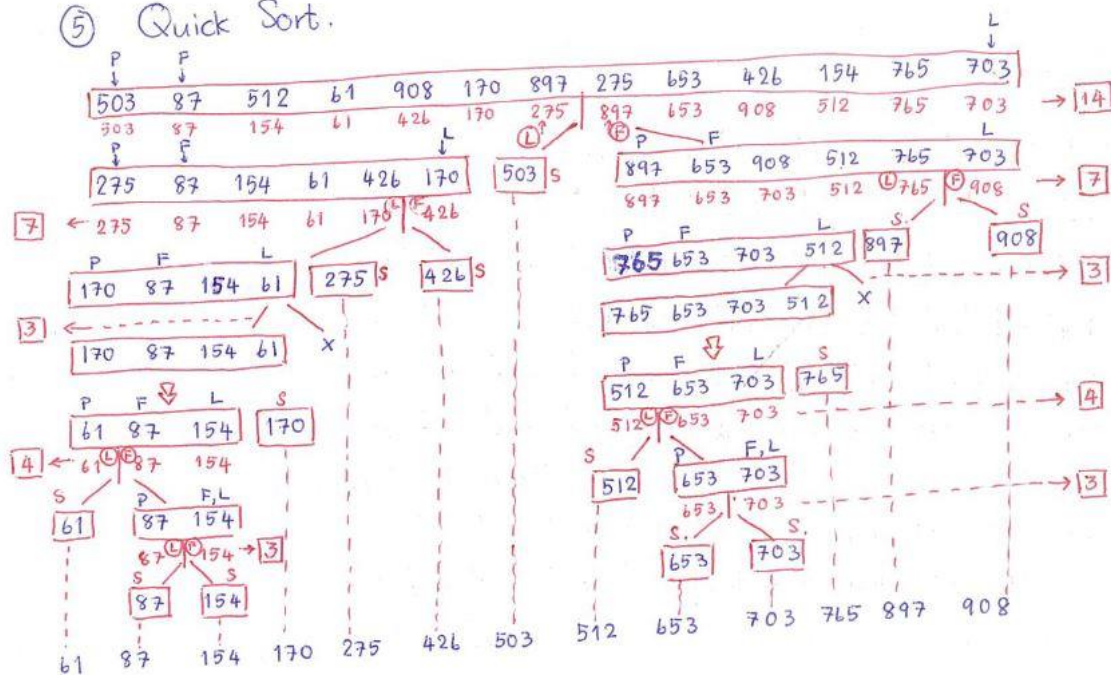 ⑤ Quick Sort.
P F L
503 87 512 61 908 170 897 275 653 426 154 765 703
503 87 154 61 426 170 275 897 653 908 512 765 703 → 14
L F
P F L 503 S P F L
275 87 154 61 426 170 897 653 908 512 765 703
7 ← 275 87 154 61 170 L F 426 897 653 703 512 L 765 F 908 → 7
P F L 275 S 426 S P F L S. 897 S 908
170 87 154 61 765 653 703 512 X → 3
3 ← X
170 87 154 61 765 653 703 512
P F L S P F L S
61 87 154 170 512 653 703 765
4 ← 61 L F 87 154 512 L F 653 703 → 4
S P F,L S P F,L
61 87 154 512 653 703
87 L F 154 → 3 653 703 → 3
S S S. S.
87 154 653 703
61 87 154 170 275 426 503 512 653 703 765 897 908